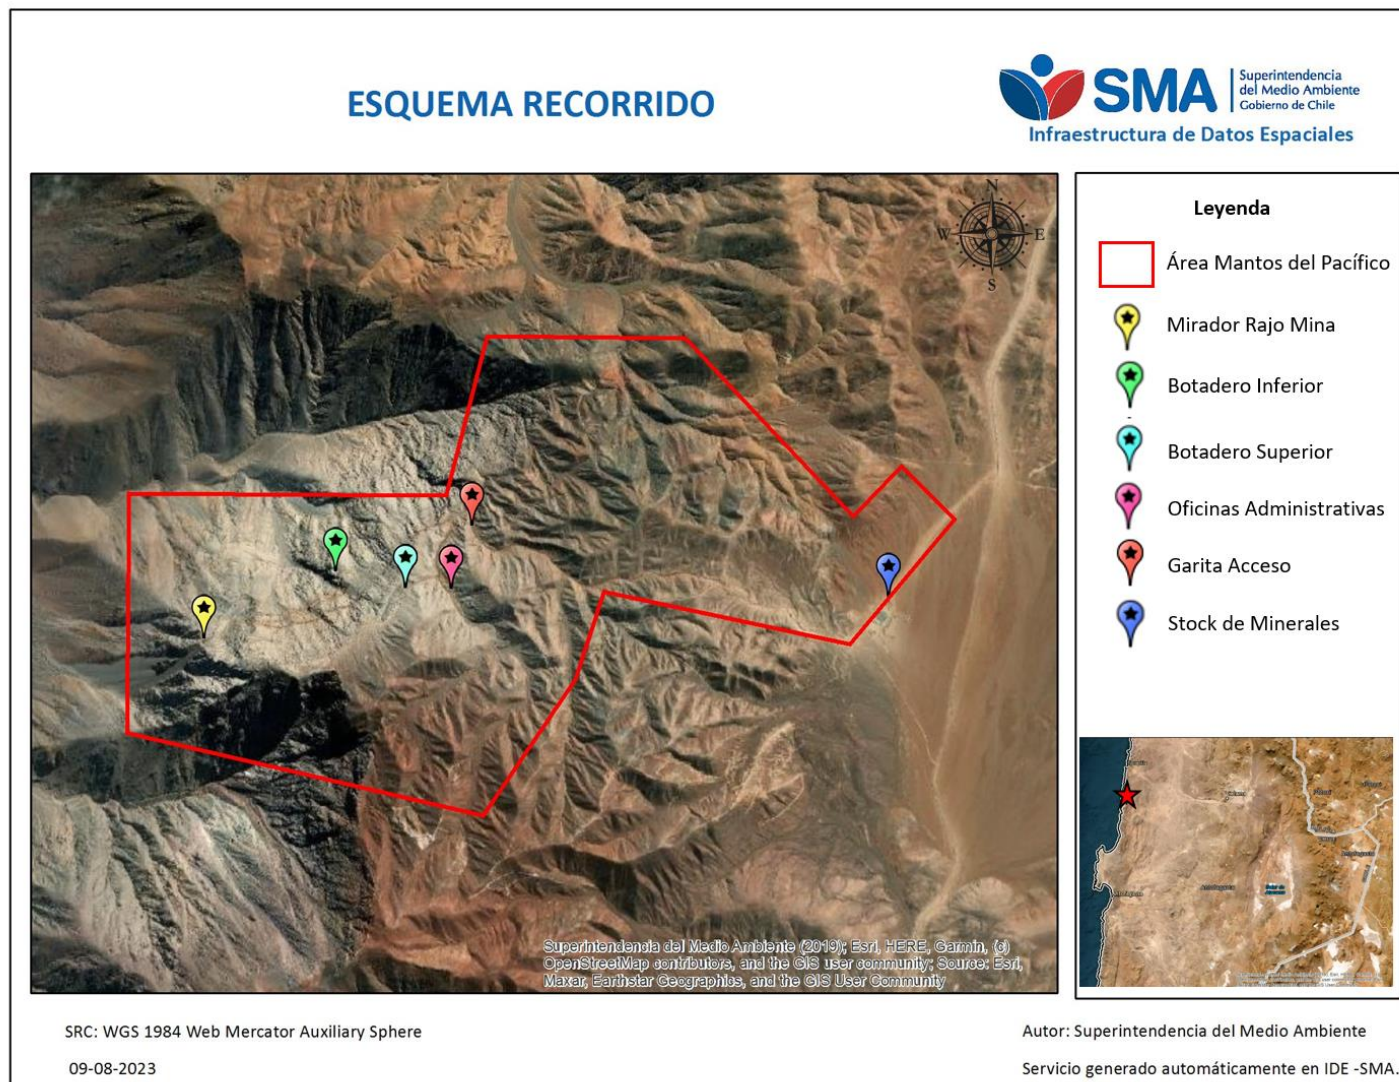 ESQUEMA RECORRIDO
SMA
Superintendencia
del Medio Ambiente
Gobierno de Chile
Infraestructura de Datos Espaciales
N
W
E
S
Leyenda
Área Mantos del Pacífico
Mirador Rajo Mina
Botadero Inferior
Botadero Superior
Oficinas Administrativas
Garita Acceso
Stock de Minerales
Superintendencia del Medio Ambiente (2019); Esri, HERE, Garmin, (c)
OpenStreetMap contributors, and the GIS user community; Source: Esri,
Maxar, Earthstar Geographics, and the GIS User Community
SRC: WGS 1984 Web Mercator Auxiliary Sphere
09-08-2023
Autor: Superintendencia del Medio Ambiente
Servicio generado automáticamente en IDE -SMA.